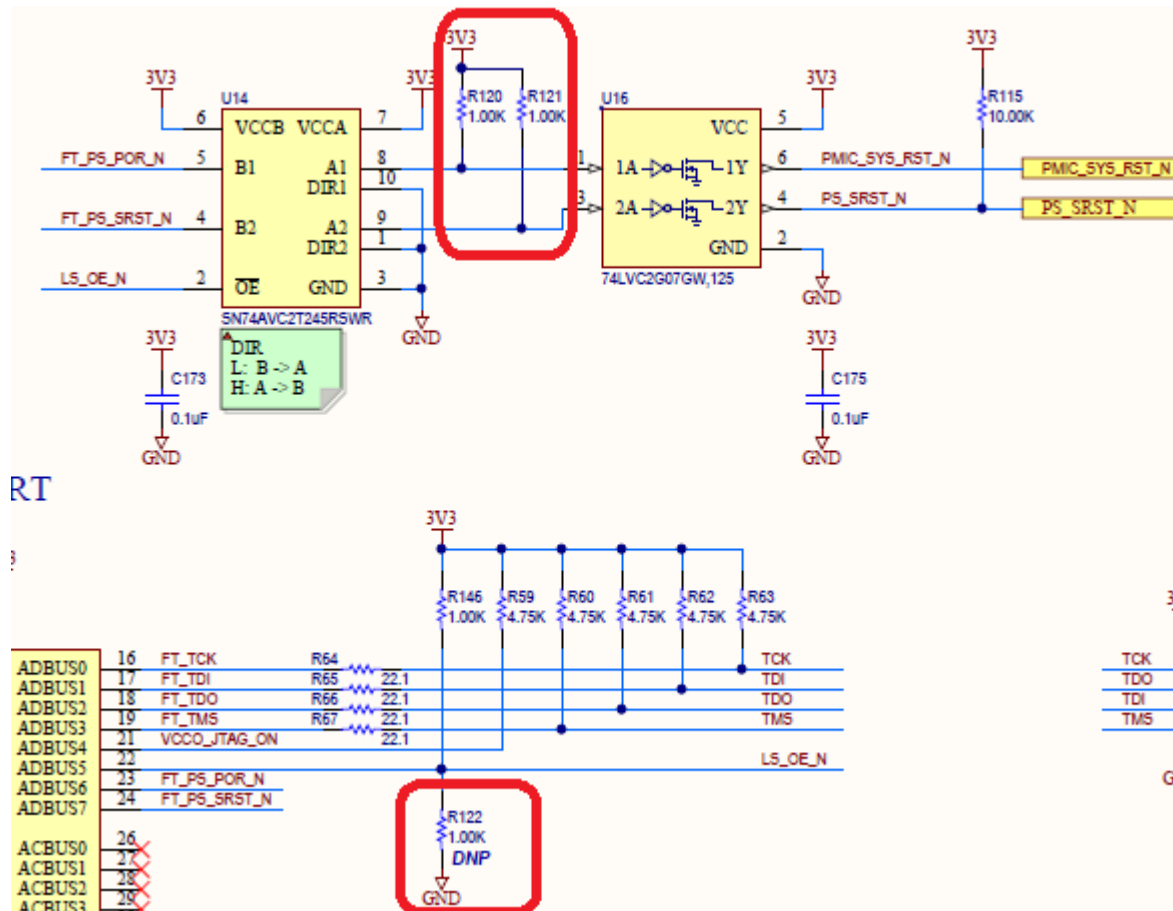 3V3
3V3 3V3 3V3 3V3
U14 R120 R121 U16 R115
1.00K 1.00K 10.00K
6 VCCB VCCA 7 VCC 5
FT_PS_POR_N 5 B1 A1 8 1 1A 1Y 6 PMIC_SYS_RST_N PMIC_SYS_RST_N
DIR1 10
FT_PS_SRST_N 4 B2 A2 9 3 2A 2Y 4 PS_SRST_N PS_SRST_N
DIR2 1 GND 2
LS_OE_N 2 OE GND 3
74LVC2G07GW,125
SN74AVC2T245RSWR GND GND
3V3 DIR 3V3
L: B -> A
H: A -> B
C173 C175
0.1uF 0.1uF
GND GND
RT
3V3
R146 R59 R60 R61 R62 R63
1.00K 4.75K 4.75K 4.75K 4.75K 4.75K
ADBUS0 16 FT_TCK R64 TCK TCK
ADBUS1 17 FT_TDI R65 22.1 TDI TDO
ADBUS2 18 FT_TDO R66 22.1 TDO TDI
ADBUS3 19 FT_TMS R67 22.1 TMS TMS
ADBUS4 21 VCCO_JTAG_ON 22.1
ADBUS5 22 LS_OE_N
ADBUS6 23 FT_PS_POR_N
ADBUS7 24 FT_PS_SRST_N
R122
1.00K
DNP
GND
ACBUS0 26
ACBUS1 27
ACBUS2 28
ACBUS3 29